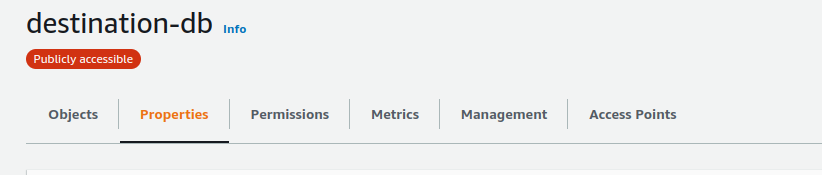 destination-db Info
Publicly accessible
Objects Properties Permissions Metrics Management Access Points